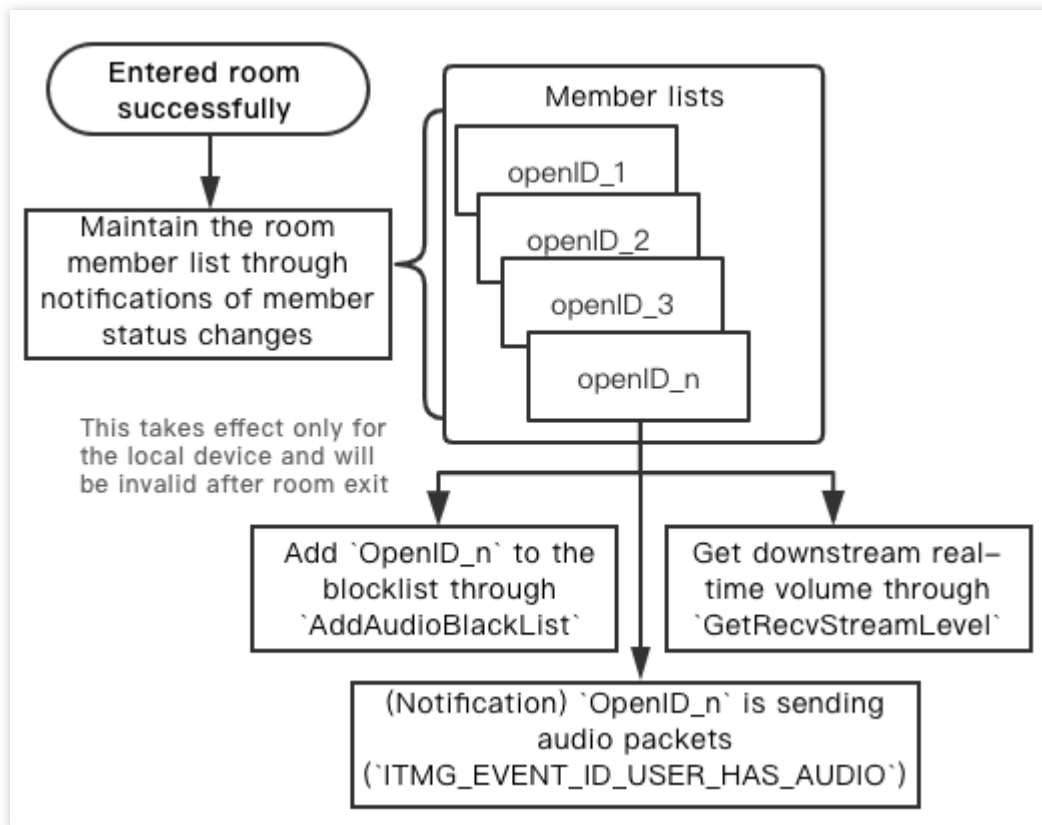 Entered room
successfully
Member lists
openID_1
openID_2
openID_3
openID_n
Maintain the room
member list through
notifications of member
status changes
This takes effect only for
the local device and will
be invalid after room exit
Add `OpenID_n` to the
blocklist through
`AddAudioBlackList`
Get downstream real-
time volume through
`GetRecvStreamLevel`
(Notification) `OpenID_n` is sending
audio packets
(`ITMG_EVENT_ID_USER_HAS_AUDIO`)